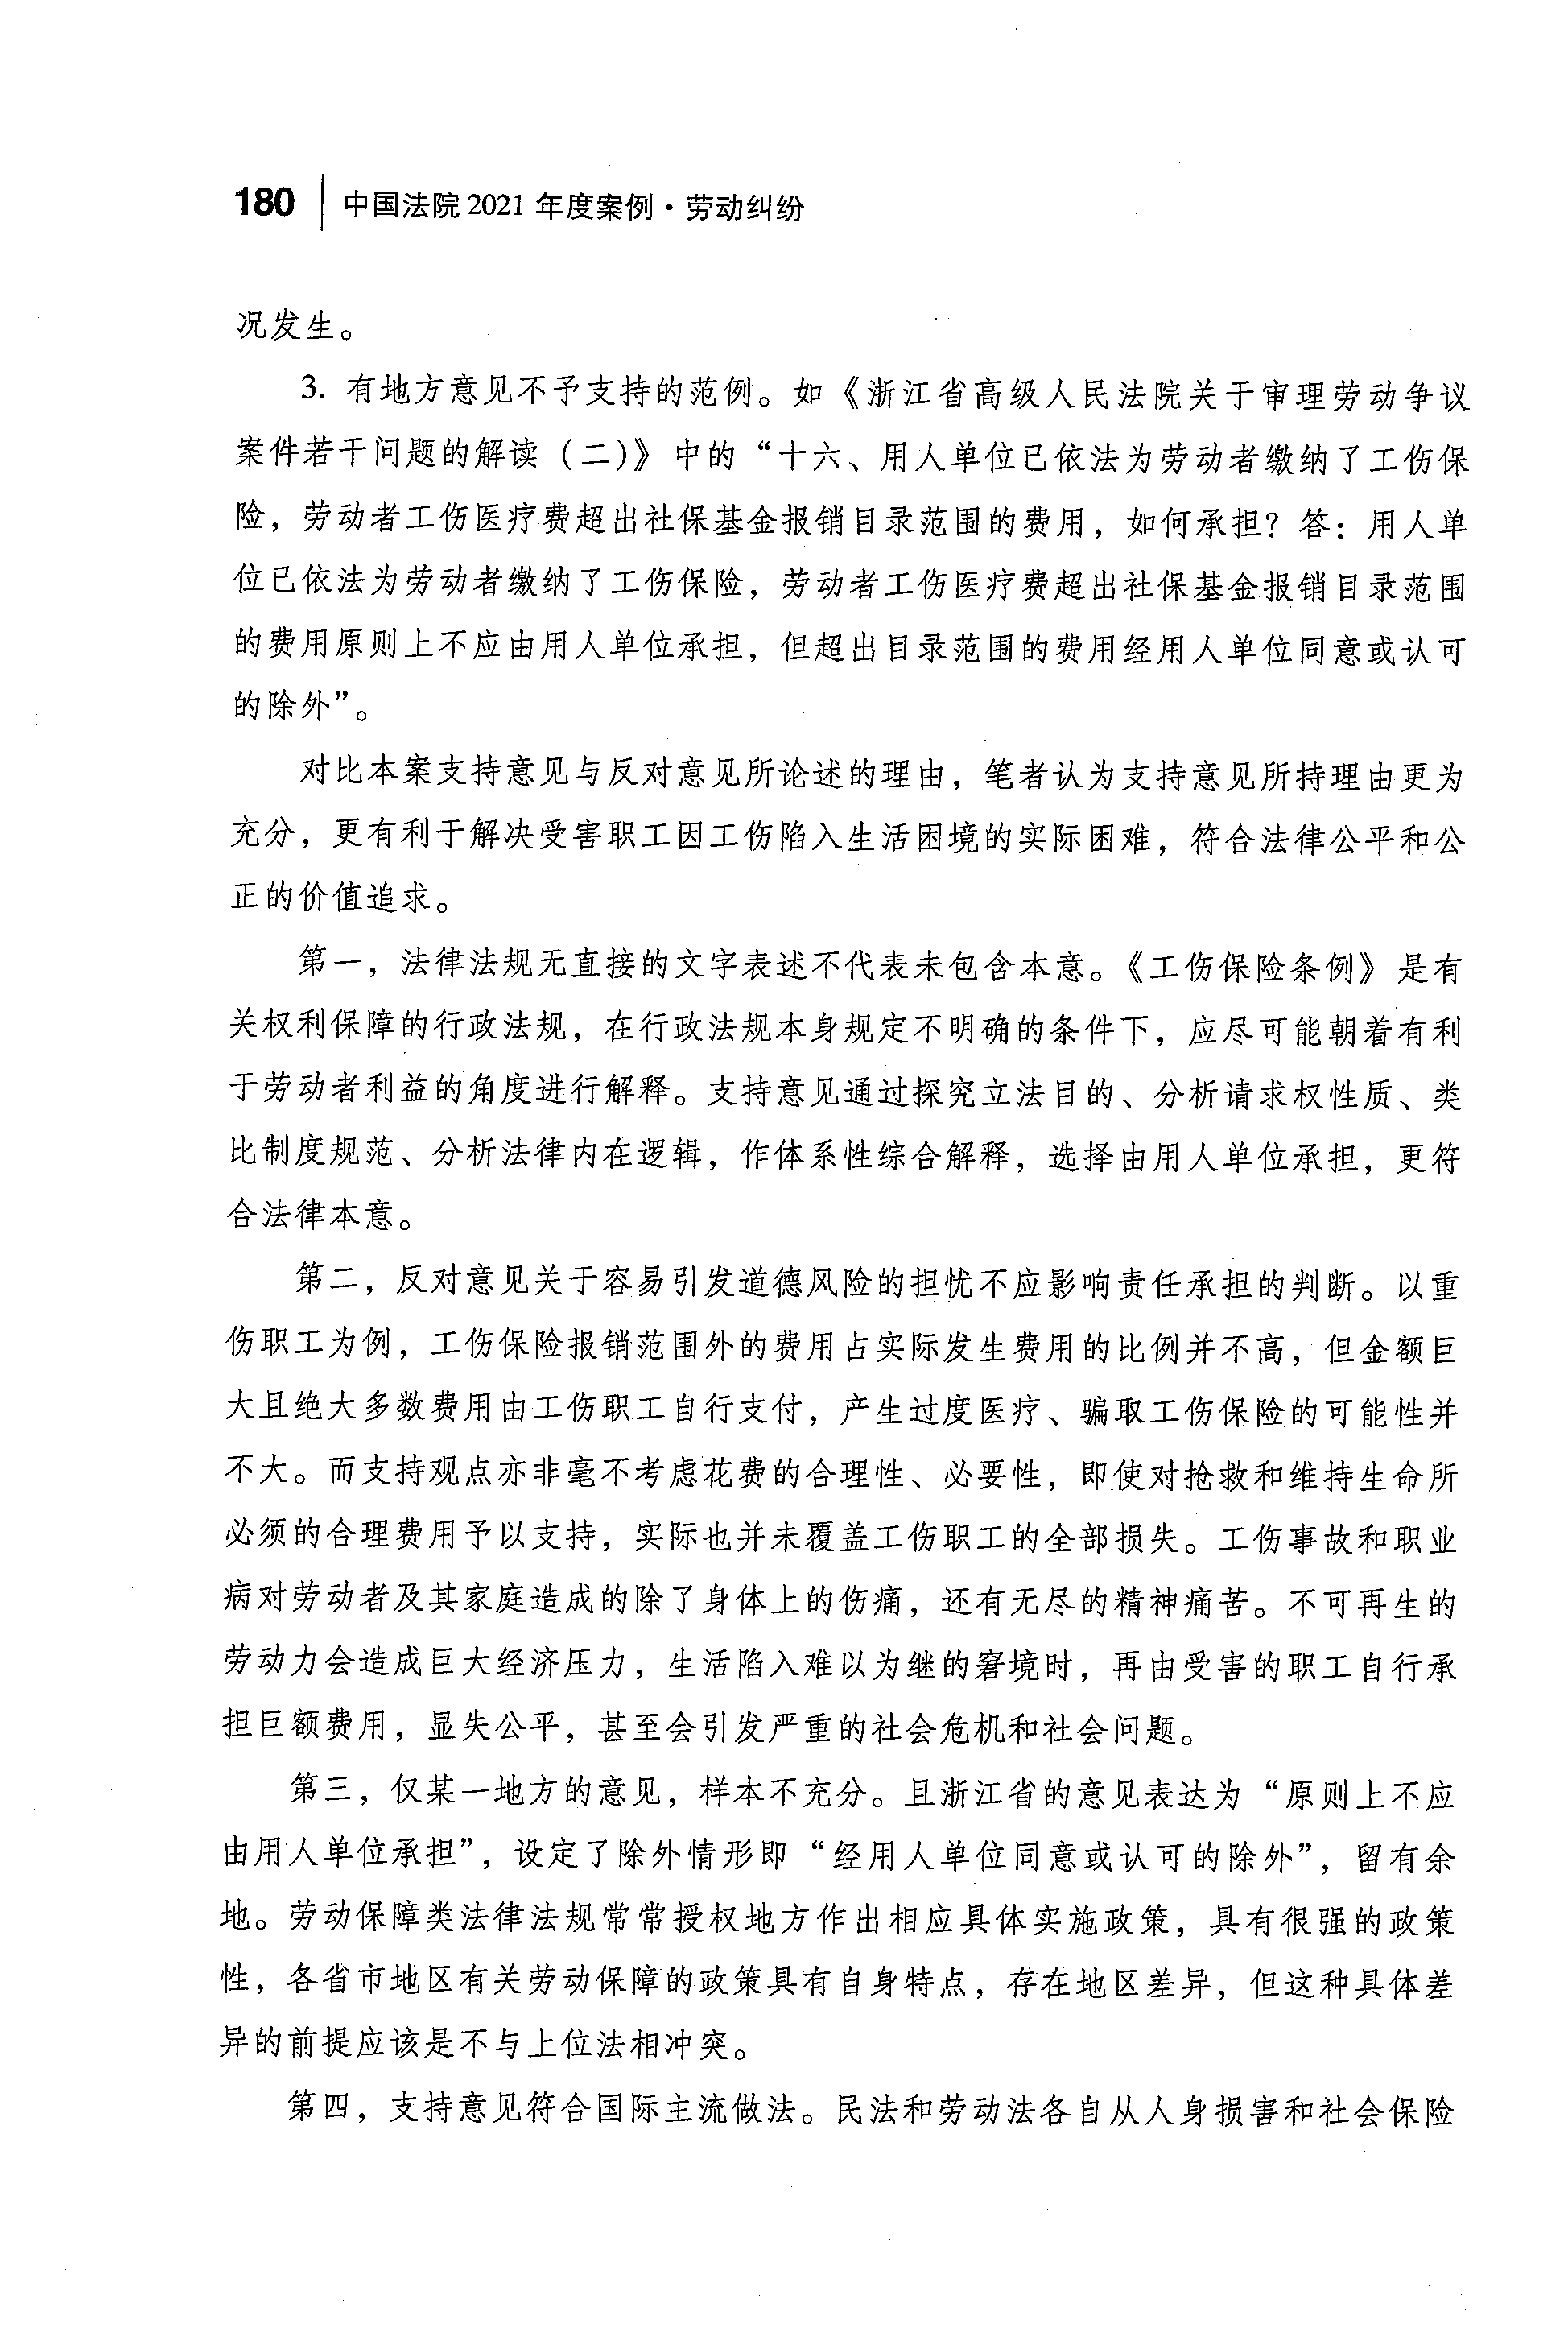 180 中国法院2021年度案例·劳动纠纷
况发生。
3. 有地方意见不予支持的范例。如《浙江省高级人民法院关于审理劳动争议
案件若干问题的解读（二）》中的“十六、用人单位已依法为劳动者缴纳了工伤保
险，劳动者工伤医疗费超出社保基金报销目录范围的费用，如何承担？答：用人单
位已依法为劳动者缴纳了工伤保险，劳动者工伤医疗费超出社保基金报销目录范围
的费用原则上不应由用人单位承担，但超出目录范围的费用经用人单位同意或认可
的除外”。
对比本案支持意见与反对意见所论述的理由，笔者认为支持意见所持理由更为
充分，更有利于解决受害职工因工伤陷入生活困境的实际困难，符合法律公平和公
正的价值追求。
第一，法律法规无直接的文字表述不代表未包含本意。《工伤保险条例》是有
关权利保障的行政法规，在行政法规本身规定不明确的条件下，应尽可能朝着有利
于劳动者利益的角度进行解释。支持意见通过探究立法目的、分析请求权性质、类
比制度规范、分析法律内在逻辑，作体系性综合解释，选择由用人单位承担，更符
合法律本意。
第二，反对意见关于容易引发道德风险的担忧不应影响责任承担的判断。以重
伤职工为例，工伤保险报销范围外的费用占实际发生费用的比例并不高，但金额巨
大且绝大多数费用由工伤职工自行支付，产生过度医疗、骗取工伤保险的可能性并
不大。而支持观点亦非毫不考虑花费的合理性、必要性，即使对抢救和维持生命所
必须的合理费用予以支持，实际也并未覆盖工伤职工的全部损失。工伤事故和职业
病对劳动者及其家庭造成的除了身体上的伤痛，还有无尽的精神痛苦。不可再生的
劳动力会造成巨大经济压力，生活陷入难以为继的窘境时，再由受害的职工自行承
担巨额费用，显失公平，甚至会引发严重的社会危机和社会问题。
第三，仅某一地方的意见，样本不充分。且浙江省的意见表达为“原则上不应
由用人单位承担”，设定了除外情形即“经用人单位同意或认可的除外”，留有余
地。劳动保障类法律法规常常授权地方作出相应具体实施政策，具有很强的政策
性，各省市地区有关劳动保障的政策具有自身特点，存在地区差异，但这种具体差
异的前提应该是不与上位法相冲突。
第四，支持意见符合国际主流做法。民法和劳动法各自从人身损害和社会保险